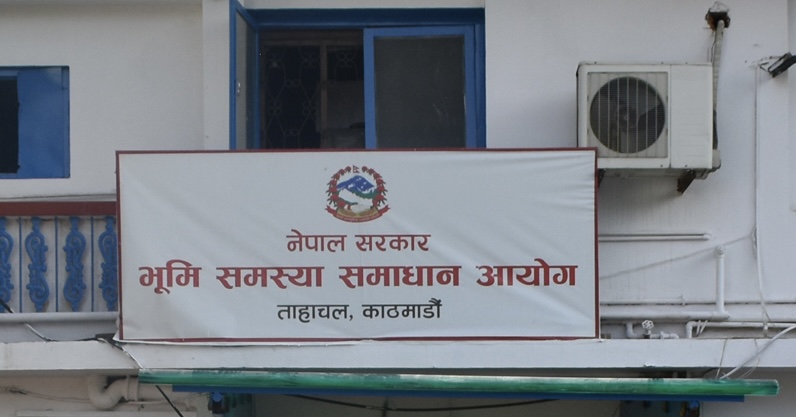 नेपाल सरकार
भूमि समस्या समाधान आयोग
ताहाचल, काठमाडौँ